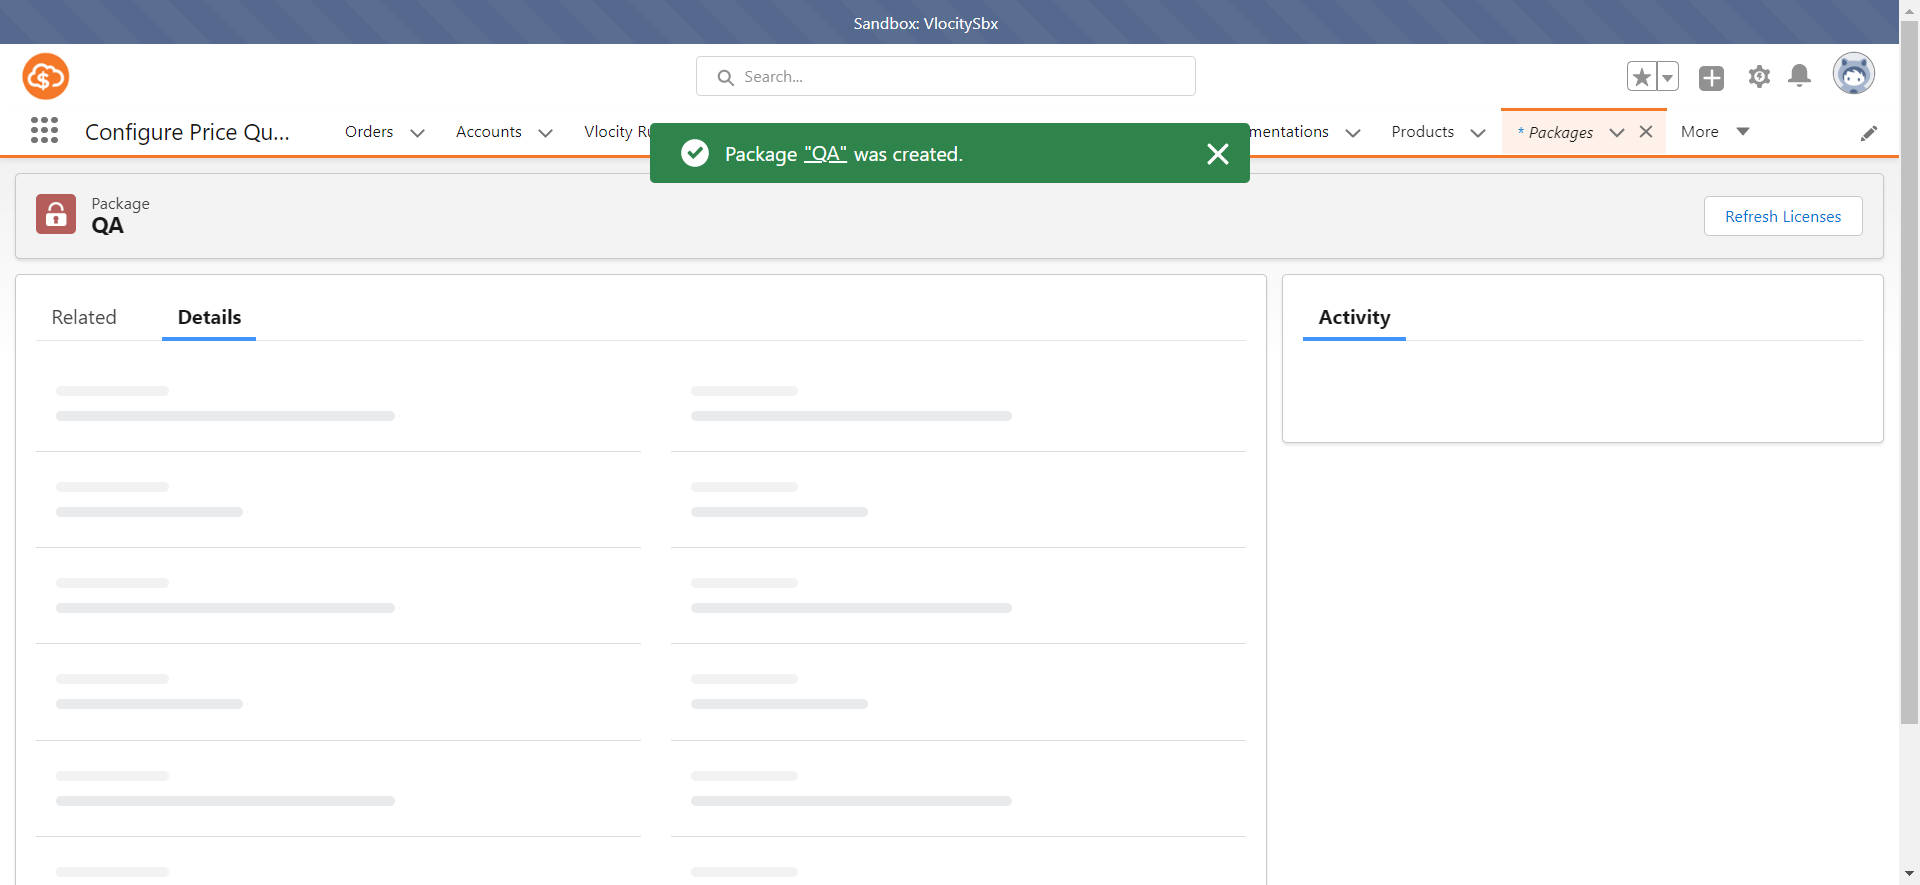 Sandbox: VlocitySbx
Search...
Configure Price Qu...
Orders
Accounts
Vlocity Ru
mentations
Products
* Packages
More
Package "QA" was created.
Package
QA
Refresh Licenses
Related
Details
Activity